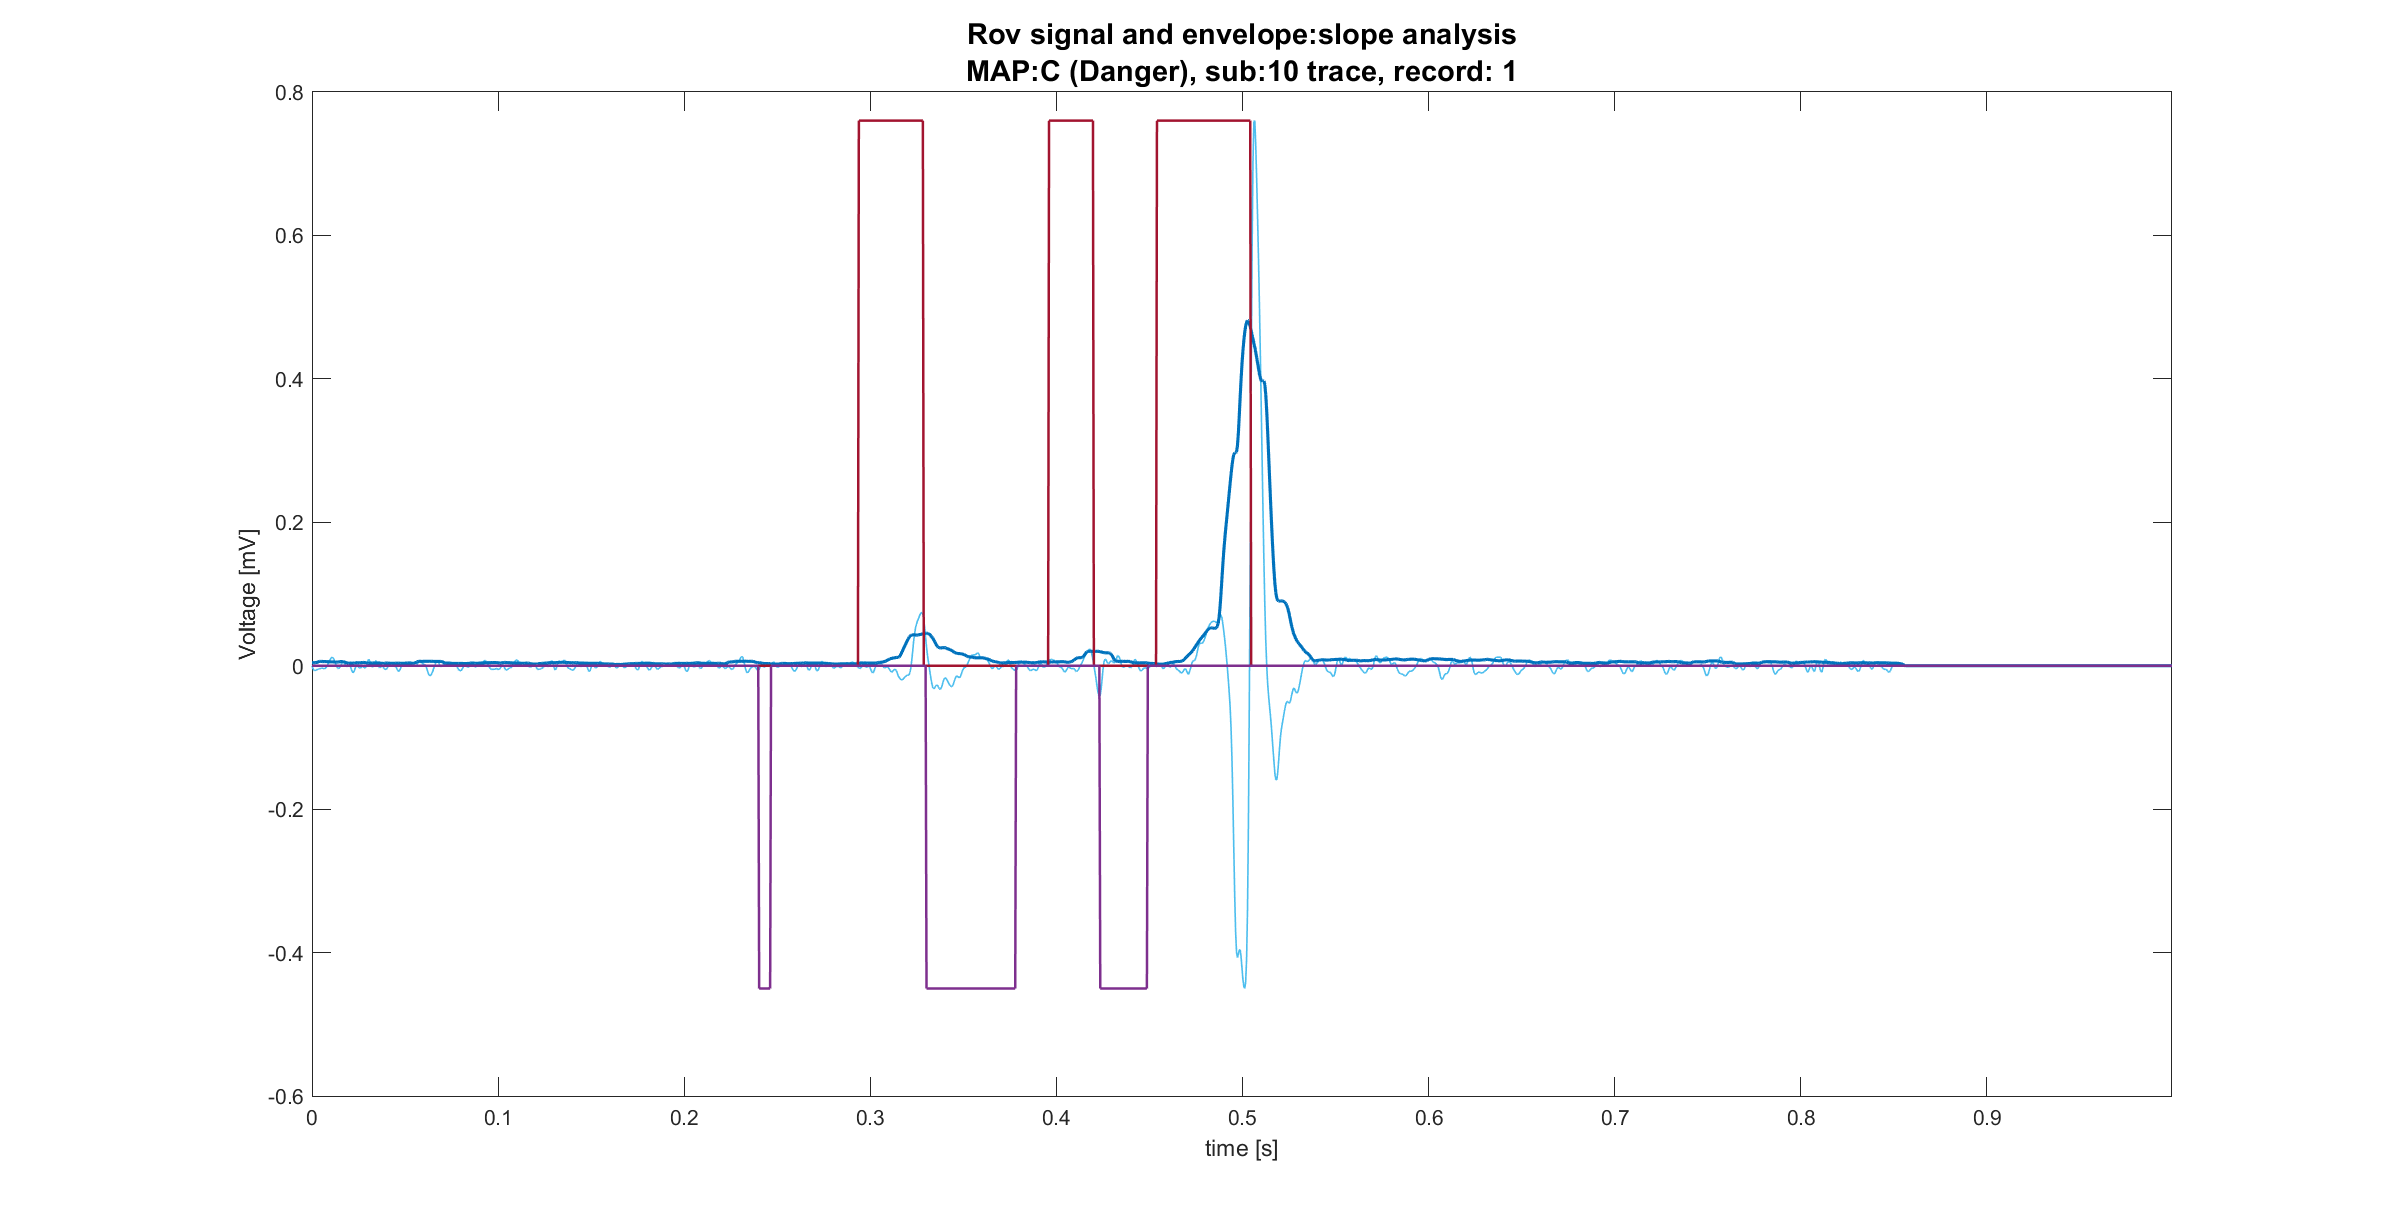 Rov signal and envelope:slope analysis
MAP:C (Danger), sub:10 trace, record: 1
0.8
0.6
0.4
0.2
0
-0.2
-0.4
-0.6
Voltage [mV]
0 0.1 0.2 0.3 0.4 0.5 0.6 0.7 0.8 0.9
time [s]